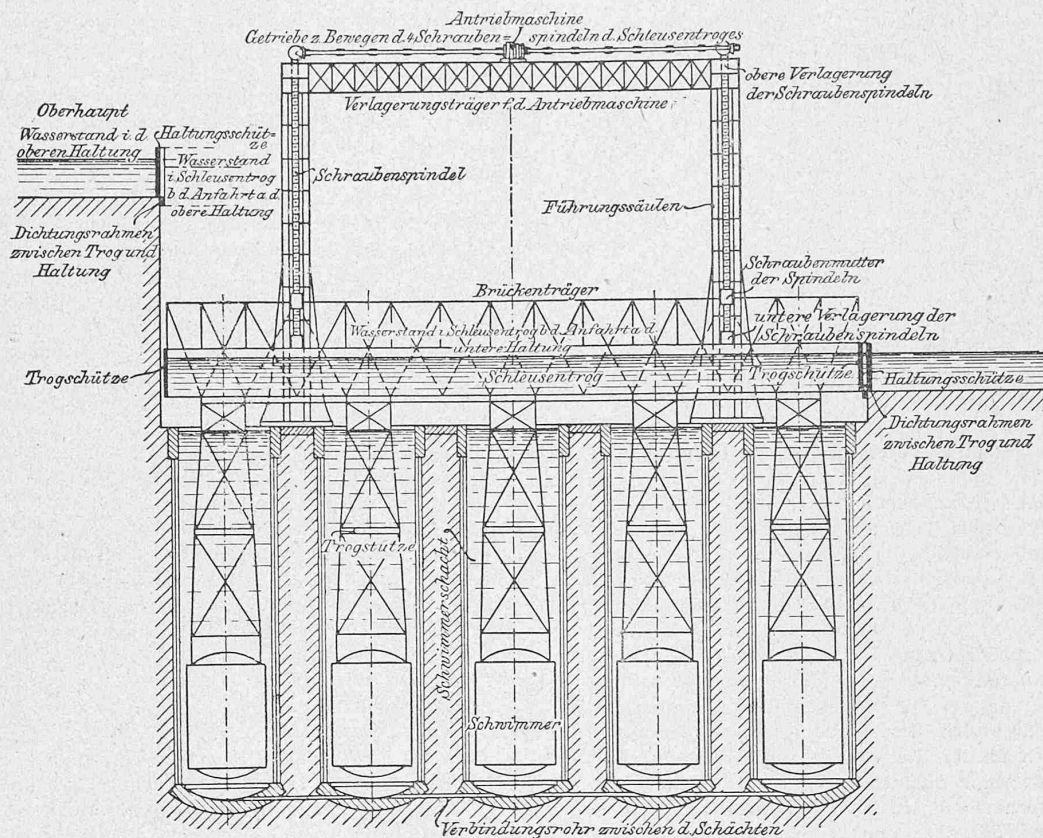 Antriebmaschine
Getriebe z. Bewegen d. 4 Schrauben= spindeln d. Schleusentroges
obere Verlagerung
der Schraubenspindeln
Verlagerungsträger f. d. Antriebmaschine
Oberhaupt
Wasserstand i. d.
oberen Haltung
Haltungsschüt=
ze
Wasserstand
i. Schleusentrog
b. d. Anfahrt a. d.
obere Haltung
Schraubenspindel
Führungssäulen
Dichtungsrahmen
zwischen Trog und
Haltung
Schraubenmutter
der Spindeln
Brückenträger
untere Verlagerung der
Schraubenspindeln
Wasserstand i. Schleusentrog b. d. Anfahrt a. d.
untere Haltung
Trogschütze
Schleusentrog
Trogschütze
Haltungsschütze
Dichtungsrahmen
zwischen Trog und
Haltung
Trogstütze
Schwimmerschacht
Schwimmer
Verbindungsrohr zwischen d. Schächten